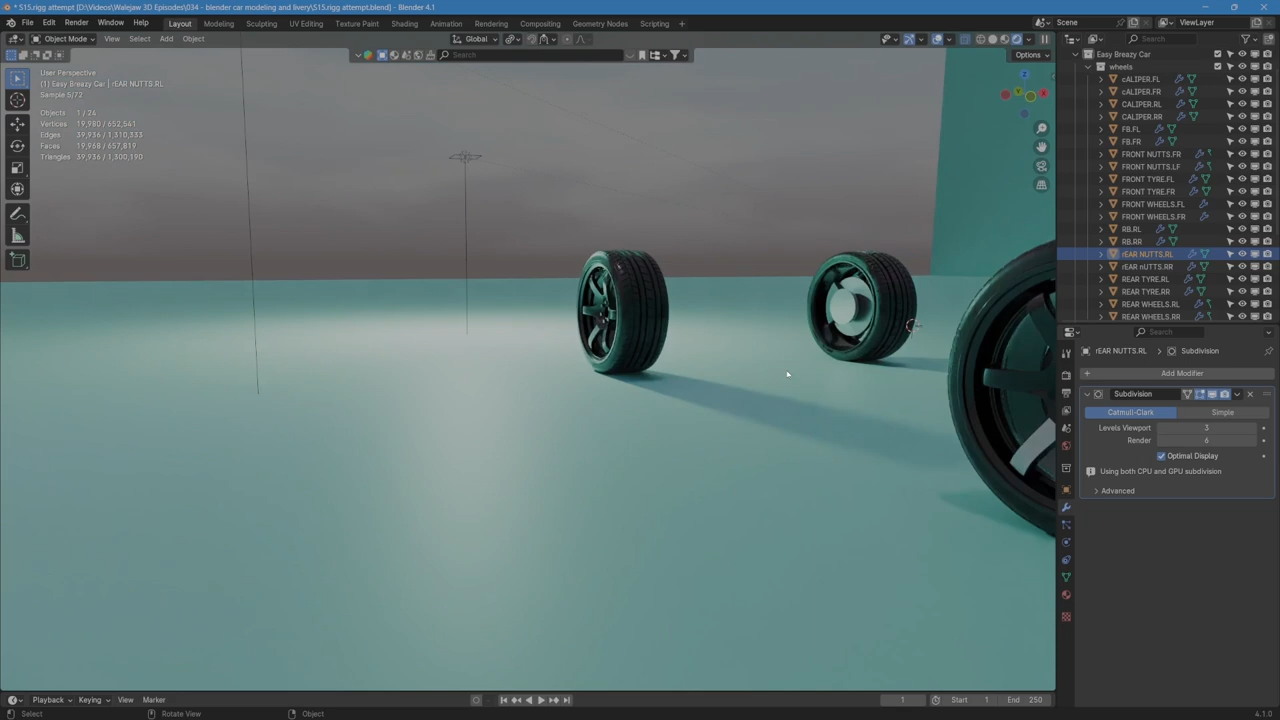 * S15.rigg attempt [D:\Videos\Walejaw 3D Episodes\034 - blender car modeling and livery\S15.rigg attempt.blend] - Blender 4.1
File Edit Render Window Help Layout Modeling Sculpting UV Editing Texture Paint Shading Animation Rendering Compositing Geometry Nodes Scripting + Scene ViewLayer
Object Mode View Select Add Object Global Search
Options
User Perspective
(1) Easy Breazy Car | rEAR NUTTS.RL
Sample 5/72
Objects 1 / 24
Vertices 19,980 / 652,541
Edges 39,936 / 1,310,333
Faces 19,968 / 657,819
Triangles 39,936 / 1,300,190
Z
Y
X
Search
Easy Breazy Car
wheels
cALIPER.FL
cALIPER.FR
CALIPER.RL
CALIPER.RR
FB.FL
FB.FR
FRONT NUTTS.FR
FRONT NUTTS.LF
FRONT TYRE.FL
FRONT TYRE.FR
FRONT WHEELS.FL
FRONT WHEELS.FR
RB.RL
RB.RR
rEAR NUTTS.RL
rEAR nUTTS.RR
REAR TYRE.RL
REAR TYRE.RR
REAR WHEELS.RL
REAR WHEELS.RR
Search
rEAR NUTTS.RL > Subdivision
+ Add Modifier
Subdivision
Catmull-Clark Simple
Levels Viewport 3
Render 6
Optimal Display
Using both CPU and GPU subdivision
Advanced
Playback Keying View Marker 1 Start 1 End 250
Select Rotate View Object 4.1.0